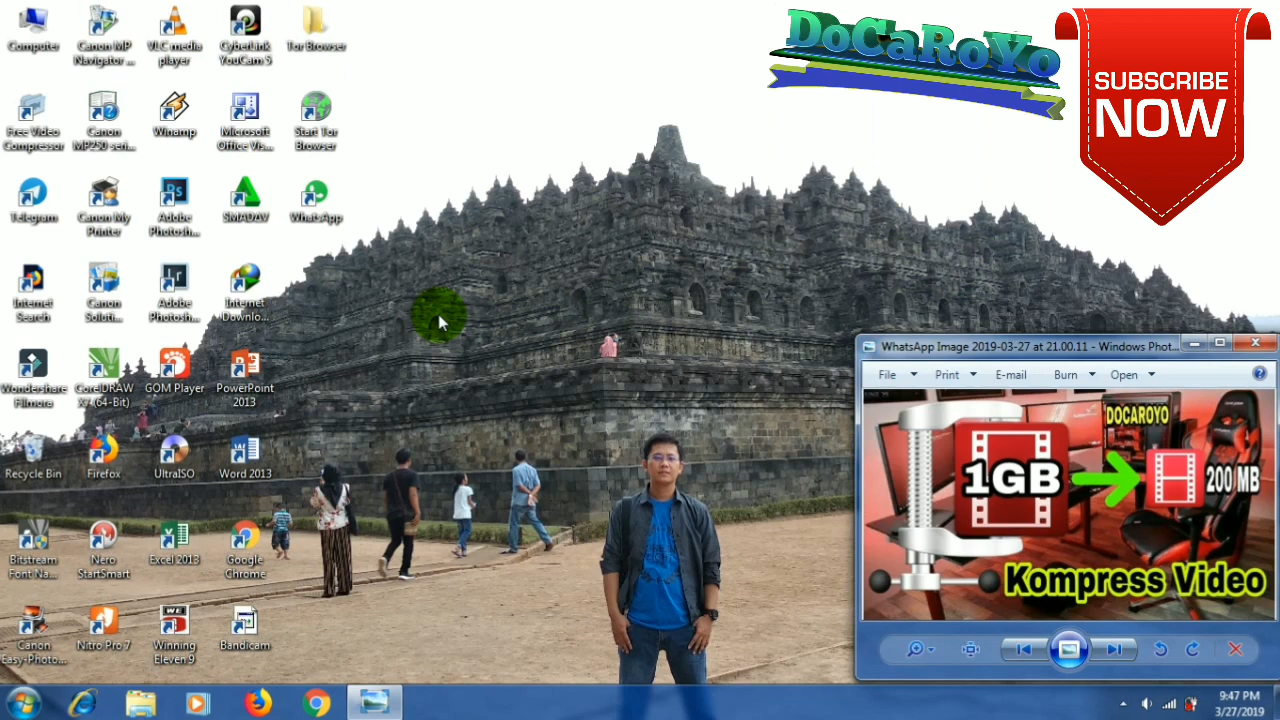 Computer
Canon MP
Navigator ...
VLC media
player
CyberLink
YouCam 5
Tor Browser
DoCaRoYo
SUBSCRIBE
NOW
Free Video
Compressor
Canon
MP250 seri...
Winamp
Microsoft
Office Vis...
Start Tor
Browser
Telegram
Canon My
Printer
Adobe
Photosh...
SMADAV
WhatsApp
Internet
Search
Canon
Soluti...
Adobe
Photosh...
Internet
Downlo...
Wondershare
Filmora
CorelDRAW
X7 (64-Bit)
GOM Player
PowerPoint
2013
Recycle Bin
Firefox
UltraISO
Word 2013
Bitstream
Font Na...
Nero
StartSmart
Excel 2013
Google
Chrome
Canon
Easy-Photo...
Nitro Pro 7
Winning
Eleven 9
Bandicam
WhatsApp Image 2019-03-27 at 21.00.11 - Windows Phot...
File Print E-mail Burn Open
DOCAROYO
1GB
200 MB
Kompress Video
9:47 PM
3/27/2019